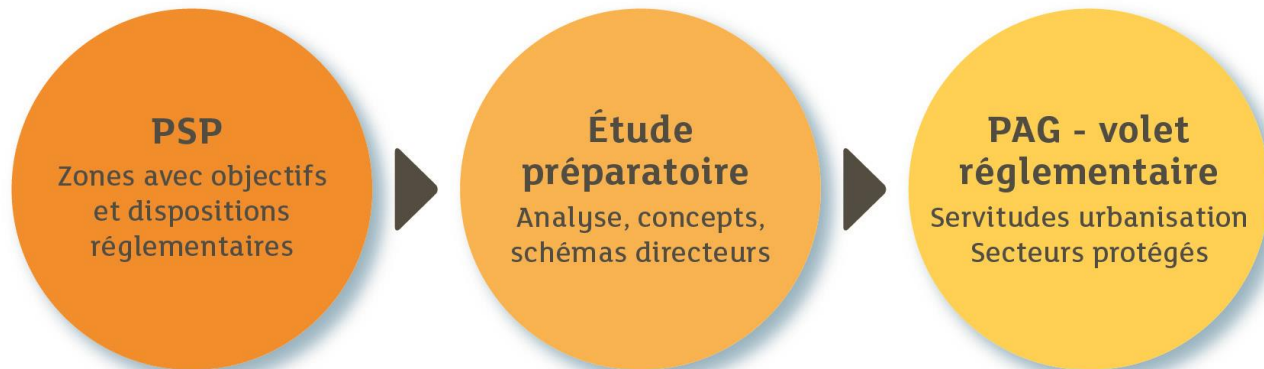 PSP
Zones avec objectifs
et dispositions
réglementaires
Étude
préparatoire
Analyse, concepts,
schémas directeurs
PAG - volet
réglementaire
Servitudes urbanisation
Secteurs protégés